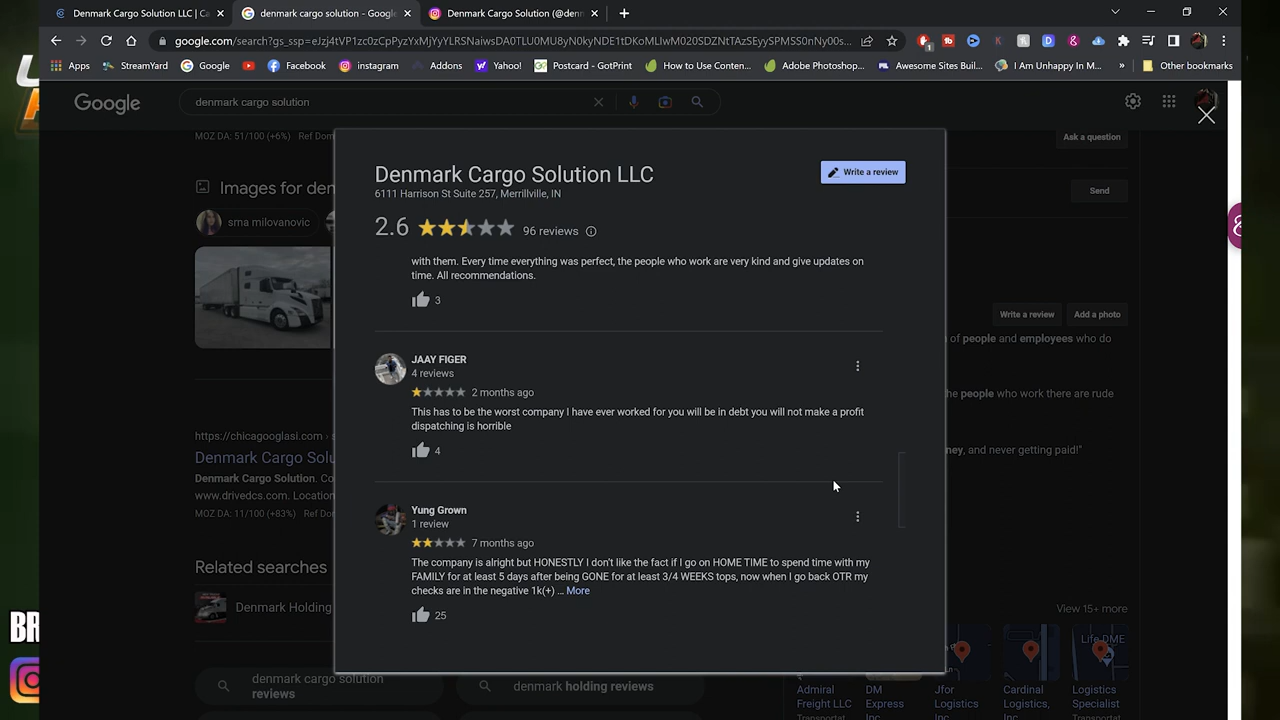 Denmark Cargo Solution LLC | C
denmark cargo solution - Google
Denmark Cargo Solution (@denn
google.com/search?gs_ssp=eJzj4tVP1zc0zCpPyzYxMjYyYLRSNaiwsDA0TLU0MU8yN0kyNDE1tDKoMLIwM020SDZNtTAzSEyySPMSS0nNy00s...
Apps
StreamYard
Google
Facebook
instagram
Addons
Yahoo!
Postcard - GotPrint
How to Use Conten...
Adobe Photoshop...
Awesome Sites Buil...
I Am Unhappy In M...
»
Other bookmarks
Google
denmark cargo solution
MOZ DA: 51/100 (+6%) Ref Dom
Ask a question
Images for den
Send
sma milovanovic
Denmark Cargo Solution LLC
Write a review
6111 Harrison St Suite 257, Merrillville, IN
2.6
96 reviews
with them. Every time everything was perfect, the people who work are very kind and give updates on
time. All recommendations.
3
Write a review
Add a photo
of people and employees who do
JAAY FIGER
4 reviews
2 months ago
This has to be the worst company I have ever worked for you will be in debt you will not make a profit
dispatching is horrible
4
he people who work there are rude
ney, and never getting paid!"
https://chicagooglasi.com › s
Denmark Cargo Solu
Denmark Cargo Solution. Co
www.drivedcs.com. Location
MOZ DA: 11/100 (+83%) Ref Do
Yung Grown
1 review
7 months ago
The company is alright but HONESTLY I don't like the fact if I go on HOME TIME to spend time with my
FAMILY for at least 5 days after being GONE for at least 3/4 WEEKS tops, now when I go back OTR my
checks are in the negative 1k(+) ... More
25
Related searches
Denmark Holding
View 15+ more
BR
denmark cargo solution
reviews
denmark holding reviews
Life DME
Admiral
Freight LLC
Transportat
DM
Express
Inc
Jfor
Logistics
Inc
Cardinal
Logistics,
Inc
Logistics
Specialist
Transportat